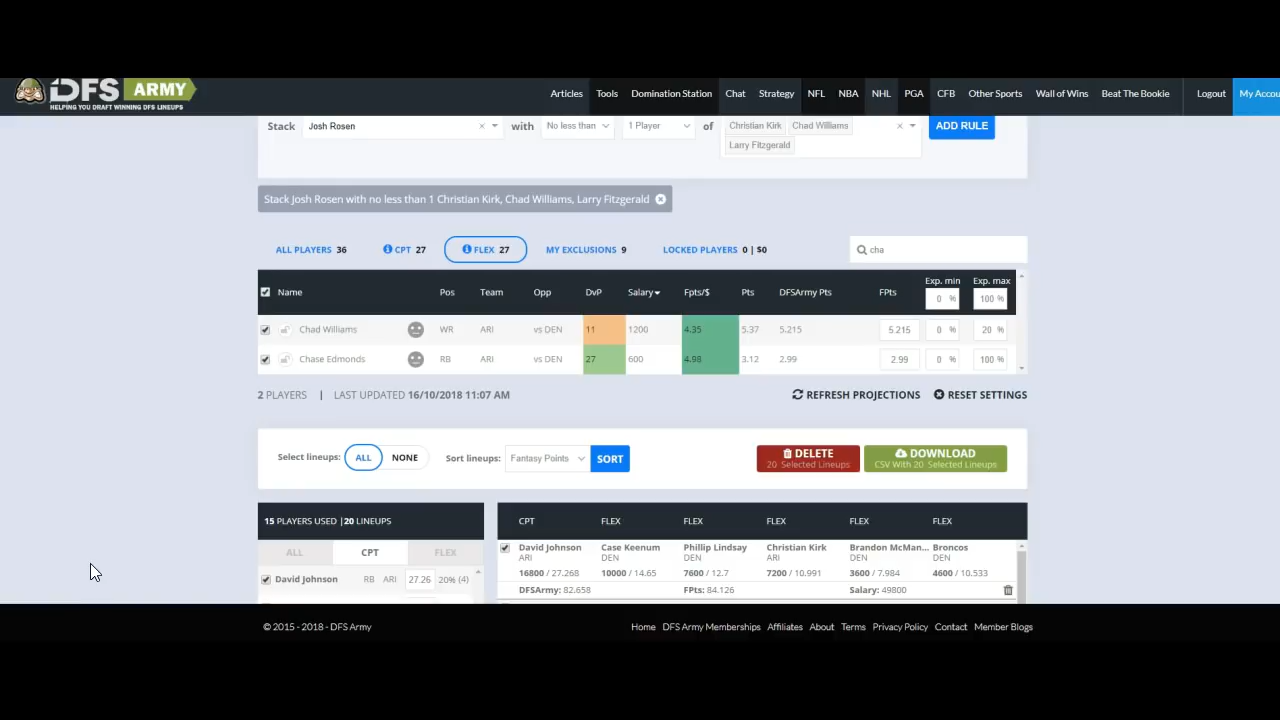 DFS ARMY
HELPING YOU DRAFT WINNING DFS LINEUPS
Articles Tools Domination Station Chat Strategy NFL NBA NHL PGA CFB Other Sports Wall of Wins Beat The Bookie Logout My Accou
Stack Josh Rosen with No less than 1 Player of Christian Kirk Chad Williams ADD RULE
Larry Fitzgerald
Stack Josh Rosen with no less than 1 Christian Kirk, Chad Williams, Larry Fitzgerald
ALL PLAYERS 36 CPT 27 FLEX 27 MY EXCLUSIONS 9 LOCKED PLAYERS 0 | $0 cha
Name Pos Team Opp DvP Salary Fpts/$ Pts DFSArmy Pts FPts Exp. min Exp. max
0 % 100 %
Chad Williams WR ARI vs DEN 11 1200 4.35 5.37 5.215 5.215 0 % 20 %
Chase Edmonds RB ARI vs DEN 27 600 4.98 3.12 2.99 2.99 0 % 100 %
2 PLAYERS | LAST UPDATED 16/10/2018 11:07 AM REFRESH PROJECTIONS RESET SETTINGS
Select lineups: ALL NONE Sort lineups: Fantasy Points SORT DELETE DOWNLOAD
20 Selected Lineups CSV With 20 Selected Lineups
15 PLAYERS USED |20 LINEUPS CPT FLEX FLEX FLEX FLEX FLEX
ALL CPT FLEX David Johnson Case Keenum Phillip Lindsay Christian Kirk Brandon McMan... Broncos
ARI DEN DEN ARI DEN DEN
David Johnson RB ARI 27.26 20% (4) 16800 / 27.268 10000 / 14.65 7600 / 12.7 7200 / 10.991 3600 / 7.984 4600 / 10.533
DFSArmy: 82.658 FPts: 84.126 Salary: 49800
© 2015 - 2018 - DFS Army Home DFS Army Memberships Affiliates About Terms Privacy Policy Contact Member Blogs